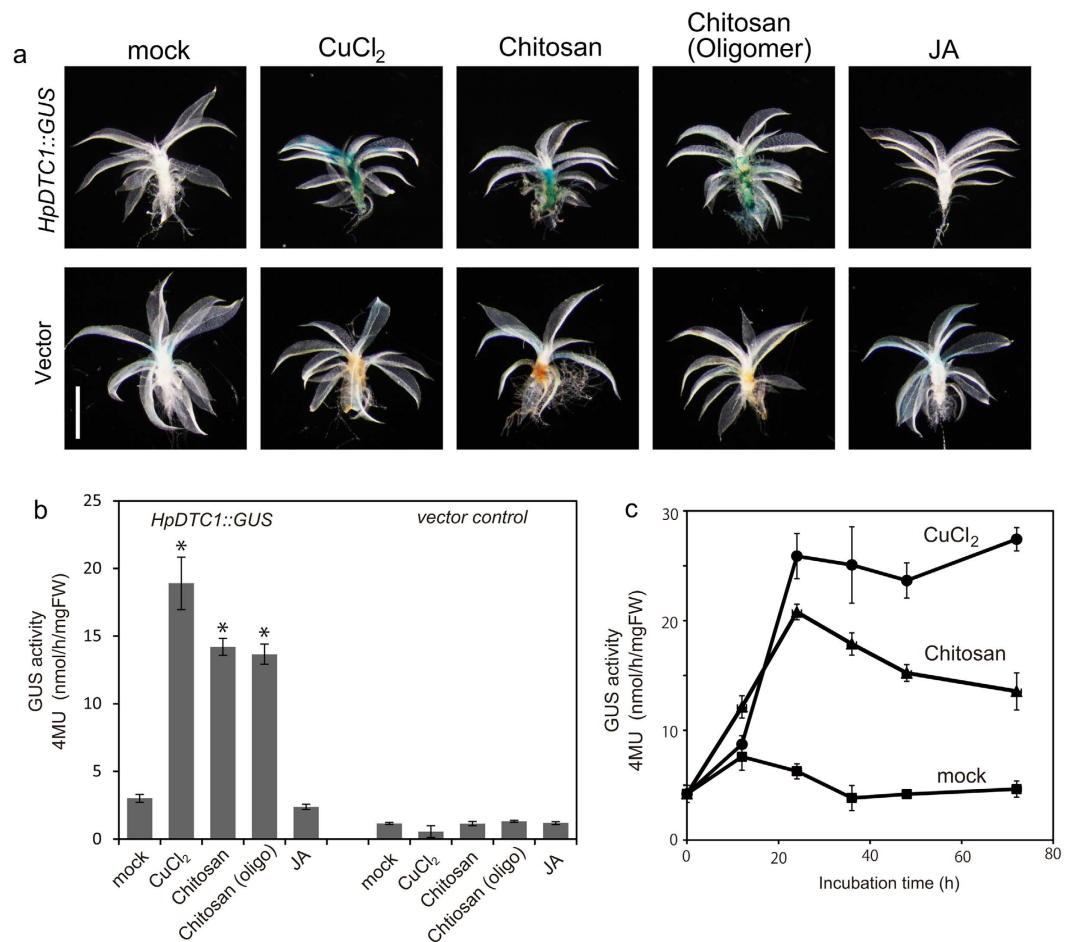 a
mock
CuCl₂
Chitosan
Chitosan
(Oligomer)
JA
HpDTC1::GUS
Vector
b
GUS activity
4MU (nmol/h/mgFW)
25
20
15
10
5
0
HpDTC1::GUS
vector control
*
*
*
mock
CuCl₂
Chitosan
Chitosan (oligo)
JA
mock
CuCl₂
Chitosan
Chtiosan (oligo)
JA
c
GUS activity
4MU (nmol/h/mgFW)
30
20
10
0
CuCl₂
Chitosan
mock
0
20
40
60
80
Incubation time (h)